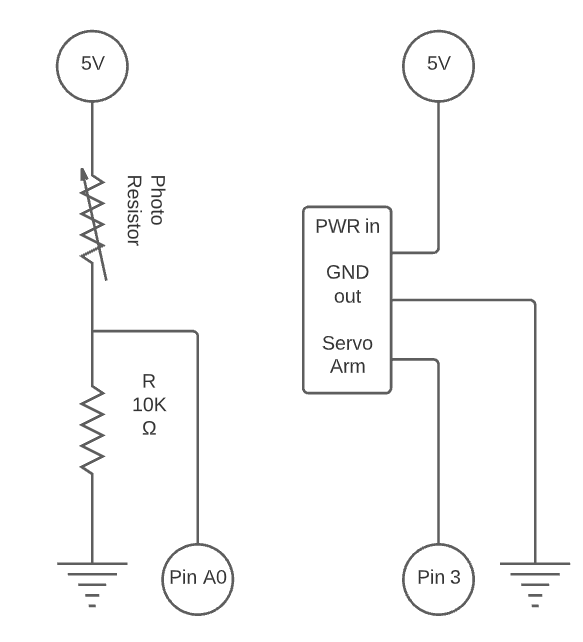 5V
5V
Photo
Resistor
PWR in
GND
out
Servo
Arm
R
10K
Ω
Pin A0
Pin 3